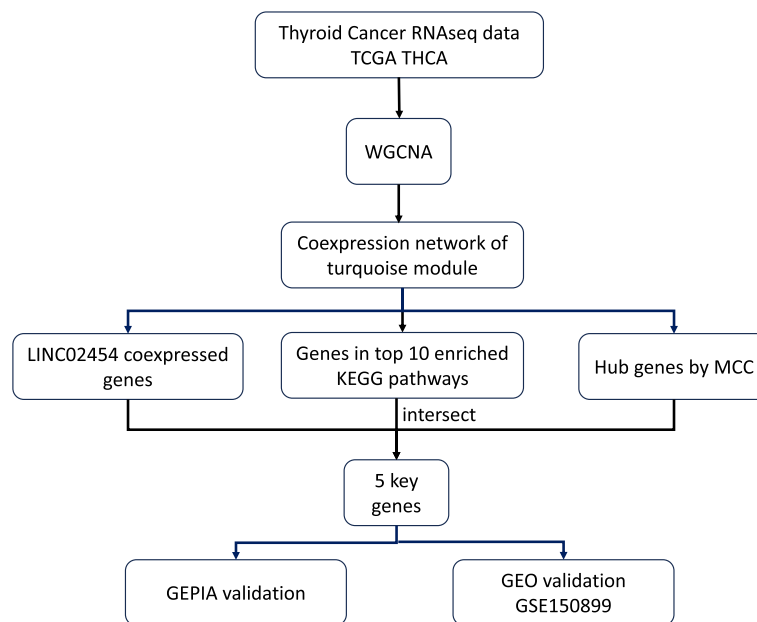 Thyroid Cancer RNAseq data
TCGA THCA
WGCNA
Coexpression network of
turquoise module
LINC02454 coexpressed
genes
Genes in top 10 enriched
KEGG pathways
Hub genes by MCC
intersect
5 key
genes
GEPIA validation
GEO validation
GSE150899